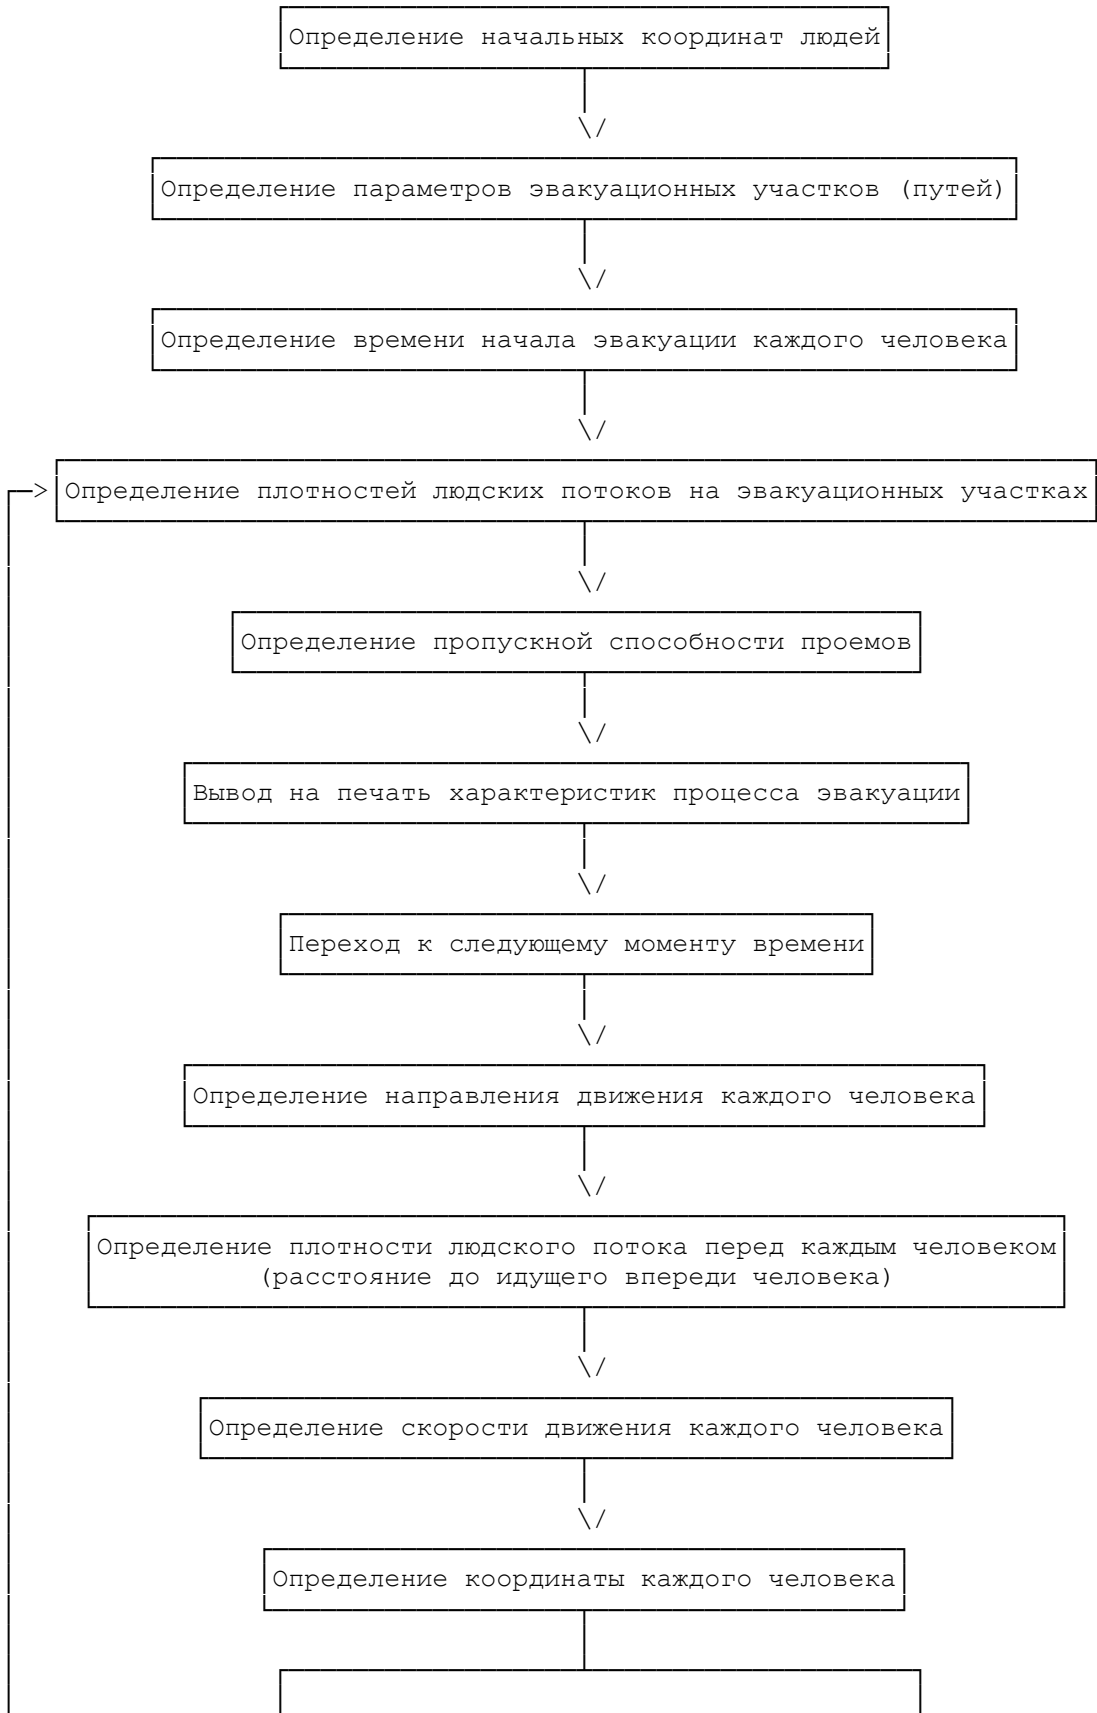 Определение начальных координат людей
Определение параметров эвакуационных участков (путей)
Определение времени начала эвакуации каждого человека
Определение плотностей людских потоков на эвакуационных участках
Определение пропускной способности проемов
Вывод на печать характеристик процесса эвакуации
Переход к следующему моменту времени
Определение направления движения каждого человека
Определение плотности людского потока перед каждым человеком
(расстояние до идущего впереди человека)
Определение скорости движения каждого человека
Определение координаты каждого человека